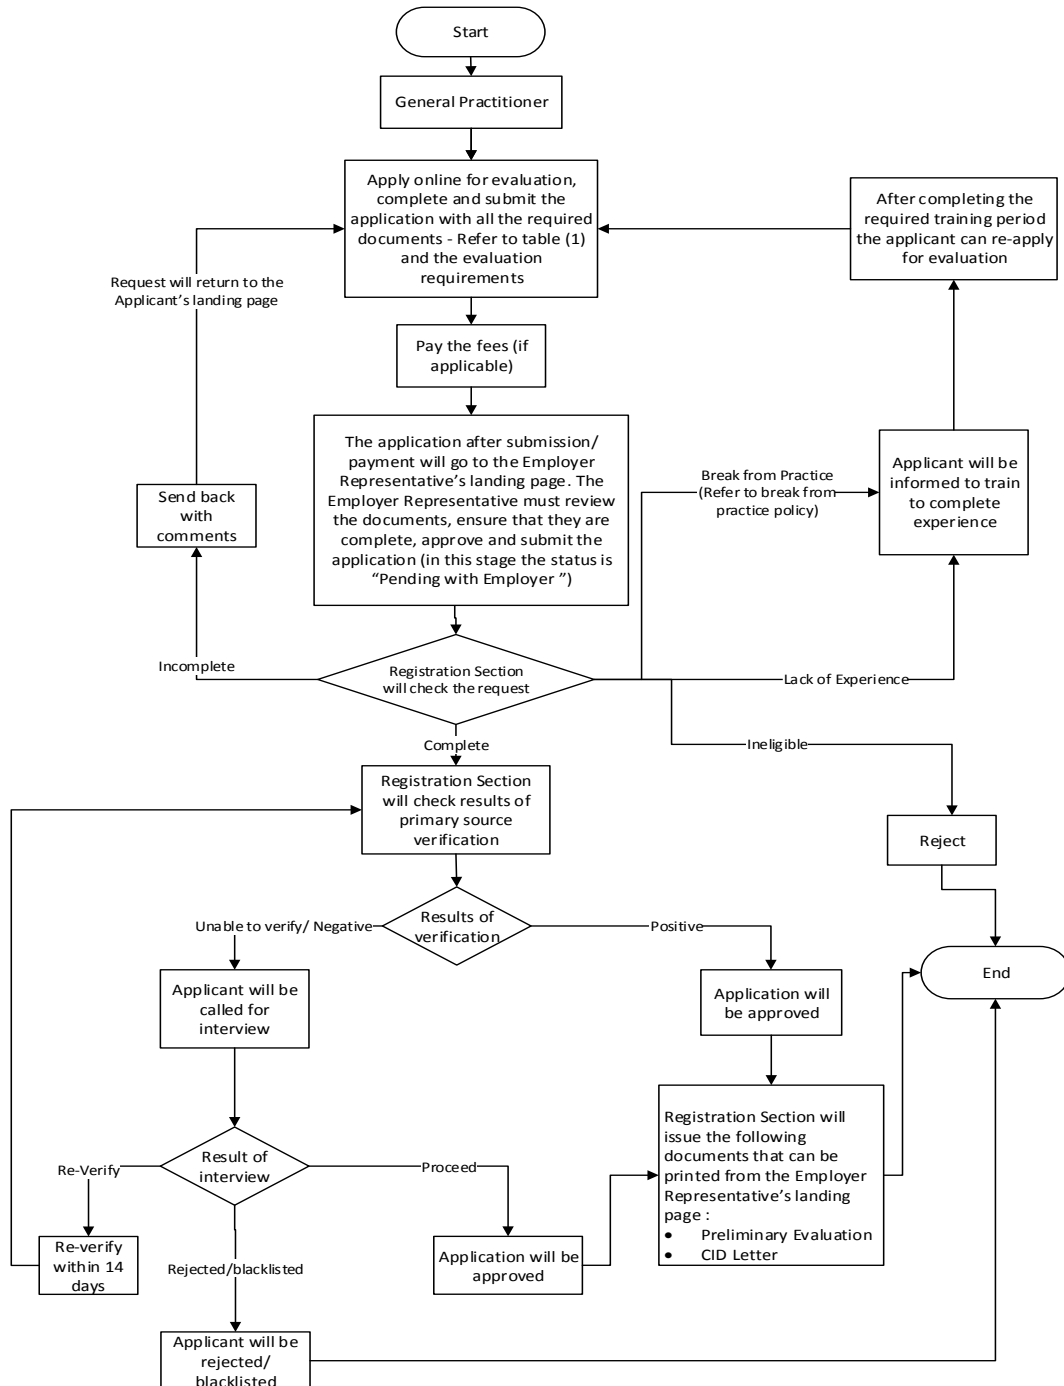 Start
General Practitioner
Apply online for evaluation,
complete and submit the
application with all the required
documents - Refer to table (1)
and the evaluation
requirements
After completing the
required training period
the applicant can re-apply
for evaluation
Request will return to the
Applicant's landing page
Pay the fees (if
applicable)
The application after submission/
payment will go to the Employer
Representative's landing page. The
Employer Representative must review
the documents, ensure that they are
complete, approve and submit the
application (in this stage the status is
"Pending with Employer ")
Send back
with
comments
Break from Practice
(Refer to break from
practice policy)
Applicant will be
informed to train
to complete
experience
Incomplete
Registration Section
will check the request
Lack of Experience
Complete
Ineligible
Registration Section
will check results of
primary source
verification
Reject
Unable to verify/ Negative
Results of
verification
Positive
End
Applicant will be
called for
interview
Application will
be approved
Registration Section will
issue the following
documents that can be
printed from the Employer
Representative's landing
page :
• Preliminary Evaluation
• CID Letter
Re-Verify
Result of
interview
Proceed
Re-verify
within 14
days
Rejected/blacklisted
Application will be
approved
Applicant will be
rejected/
blacklisted